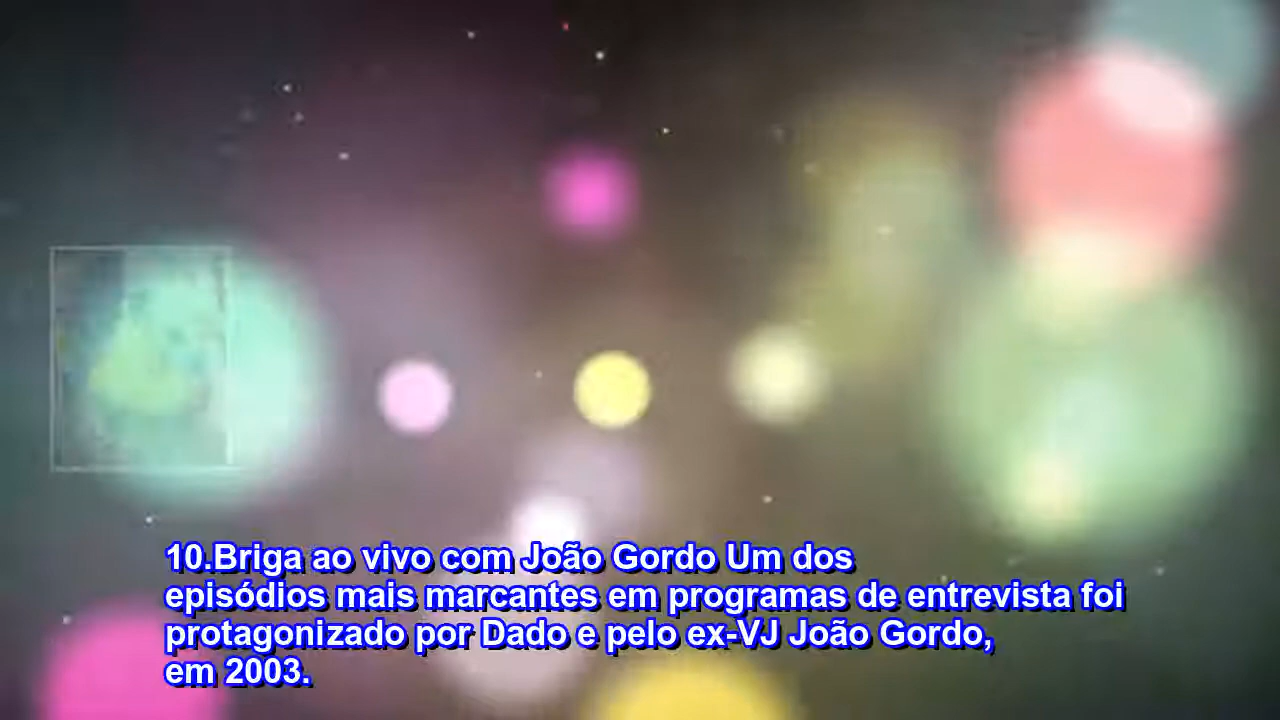 10.Briga ao vivo com João Gordo Um dos
episódios mais marcantes em programas de entrevista foi
protagonizado por Dado e pelo ex-VJ João Gordo,
em 2003.